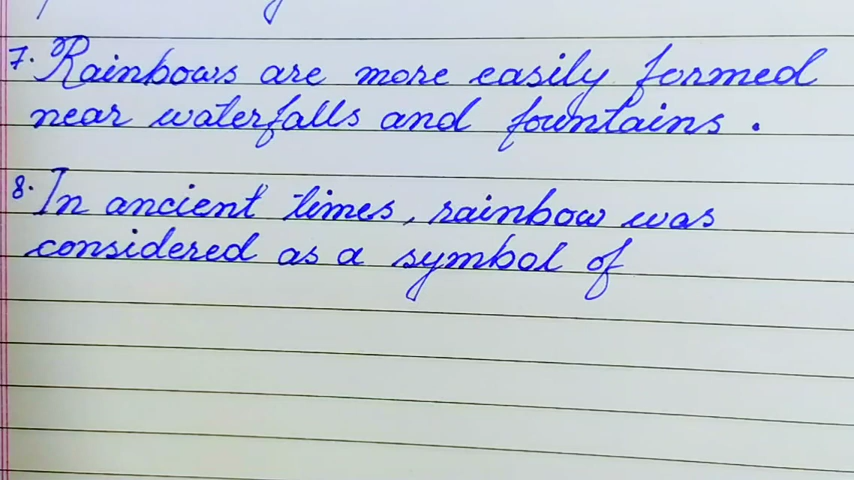 7. Rainbows are more easily formed
near waterfalls and fountains.
8. In ancient times, rainbow was
considered as a symbol of